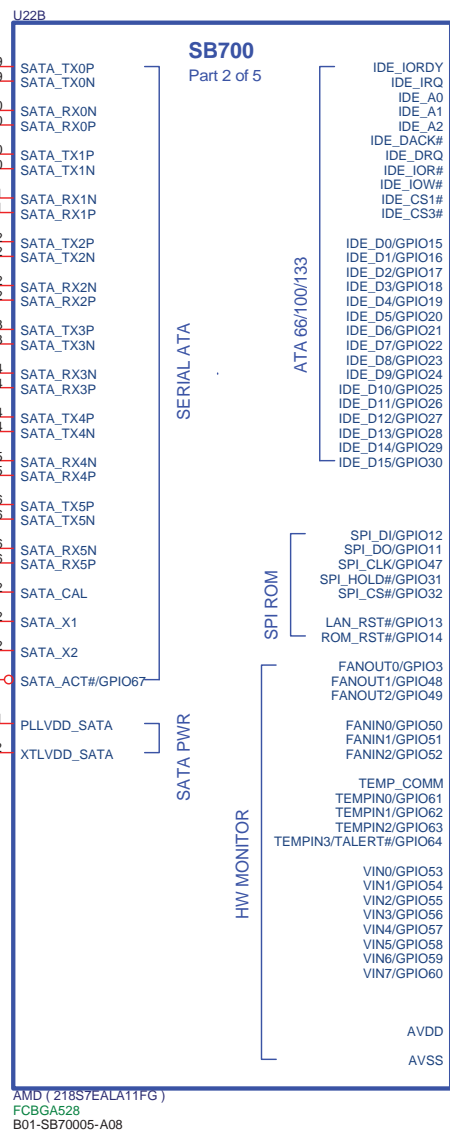 U22B
SB700
Part 2 of 5
SATA_TX0P
SATA_TX0N
SATA_RX0N
SATA_RX0P
SATA_TX1P
SATA_TX1N
SATA_RX1N
SATA_RX1P
SATA_TX2P
SATA_TX2N
SATA_RX2N
SATA_RX2P
SATA_TX3P
SATA_TX3N
SATA_RX3N
SATA_RX3P
SATA_TX4P
SATA_TX4N
SATA_RX4N
SATA_RX4P
SATA_TX5P
SATA_TX5N
SATA_RX5N
SATA_RX5P
SATA_CAL
SATA_X1
SATA_X2
SATA_ACT#/GPIO67
PLLVDD_SATA
XTLVDD_SATA
SERIAL ATA
SATA PWR
ATA 66/100/133
SPI ROM
HW MONITOR
IDE_IORDY
IDE_IRQ
IDE_A0
IDE_A1
IDE_A2
IDE_DACK#
IDE_DRQ
IDE_IOR#
IDE_IOW#
IDE_CS1#
IDE_CS3#
IDE_D0/GPIO15
IDE_D1/GPIO16
IDE_D2/GPIO17
IDE_D3/GPIO18
IDE_D4/GPIO19
IDE_D5/GPIO20
IDE_D6/GPIO21
IDE_D7/GPIO22
IDE_D8/GPIO23
IDE_D9/GPIO24
IDE_D10/GPIO25
IDE_D11/GPIO26
IDE_D12/GPIO27
IDE_D13/GPIO28
IDE_D14/GPIO29
IDE_D15/GPIO30
SPI_DI/GPIO12
SPI_DO/GPIO11
SPI_CLK/GPIO47
SPI_HOLD#/GPIO31
SPI_CS#/GPIO32
LAN_RST#/GPIO13
ROM_RST#/GPIO14
FANOUT0/GPIO3
FANOUT1/GPIO48
FANOUT2/GPIO49
FANIN0/GPIO50
FANIN1/GPIO51
FANIN2/GPIO52
TEMP_COMM
TEMPIN0/GPIO61
TEMPIN1/GPIO62
TEMPIN2/GPIO63
TEMPIN3/TALERT#/GPIO64
VIN0/GPIO53
VIN1/GPIO54
VIN2/GPIO55
VIN3/GPIO56
VIN4/GPIO57
VIN5/GPIO58
VIN6/GPIO59
VIN7/GPIO60
AVDD
AVSS
AMD ( 218S7EALA11FG )
FCBGA528
B01-SB70005-A08